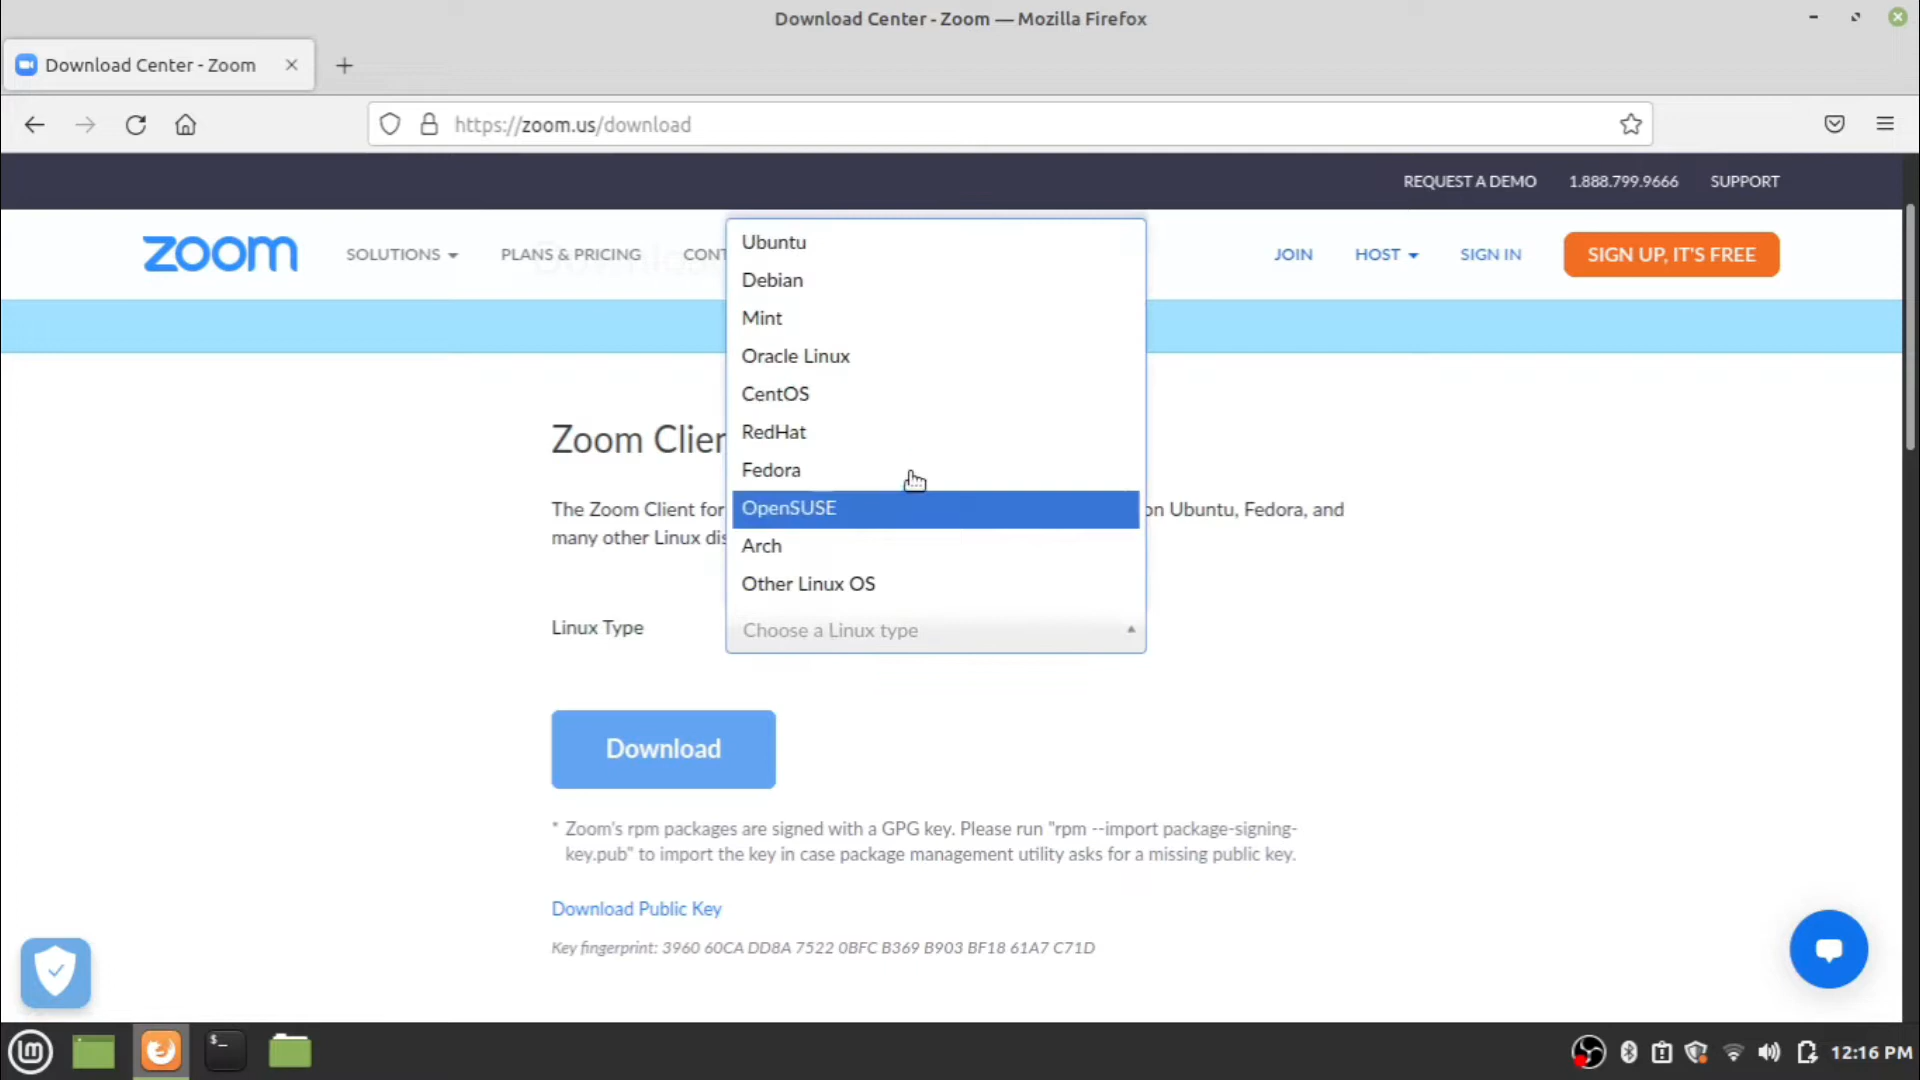 Download Center - Zoom — Mozilla Firefox
Download Center - Zoom
https://zoom.us/download
REQUEST A DEMO 1.888.799.9666 SUPPORT
zoom SOLUTIONS PLANS & PRICING CONT JOIN HOST SIGN IN SIGN UP, IT'S FREE
Ubuntu
Debian
Mint
Oracle Linux
CentOS
RedHat
Fedora
OpenSUSE
Arch
Other Linux OS
Zoom Clien
The Zoom Client for on Ubuntu, Fedora, and
many other Linux dis
Linux Type Choose a Linux type
Download
* Zoom's rpm packages are signed with a GPG key. Please run "rpm --import package-signing-
key.pub" to import the key in case package management utility asks for a missing public key.
Download Public Key
Key fingerprint: 3960 60CA DD8A 7522 0BFC B369 B903 BF18 61A7 C71D
12:16 PM